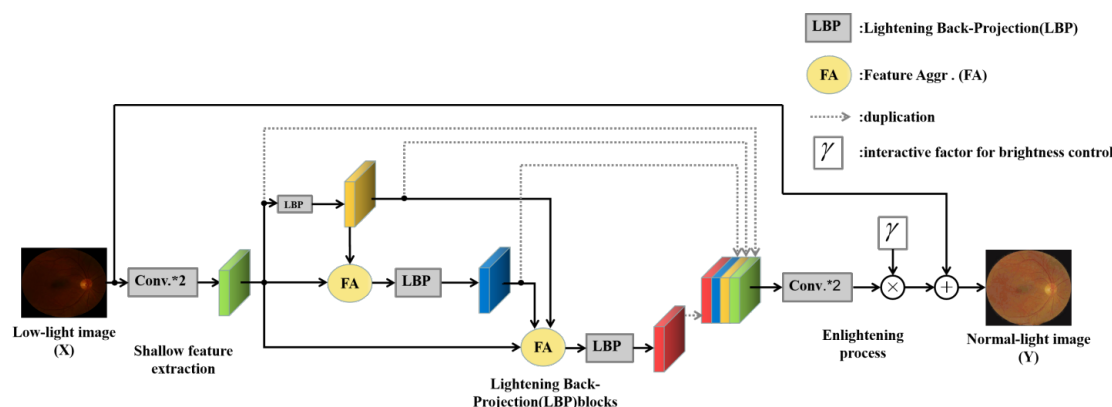 LBP :Lightening Back-Projection(LBP)
FA :Feature Aggr . (FA)
:duplication
γ :interactive factor for brightness control
LBP
γ
Conv.*2
FA
LBP
Conv.*2
×
+
FA
LBP
Low-light image
(X)
Shallow feature
extraction
Lightening Back-
Projection(LBP)blocks
Enlightening
process
Normal-light image
(Y)